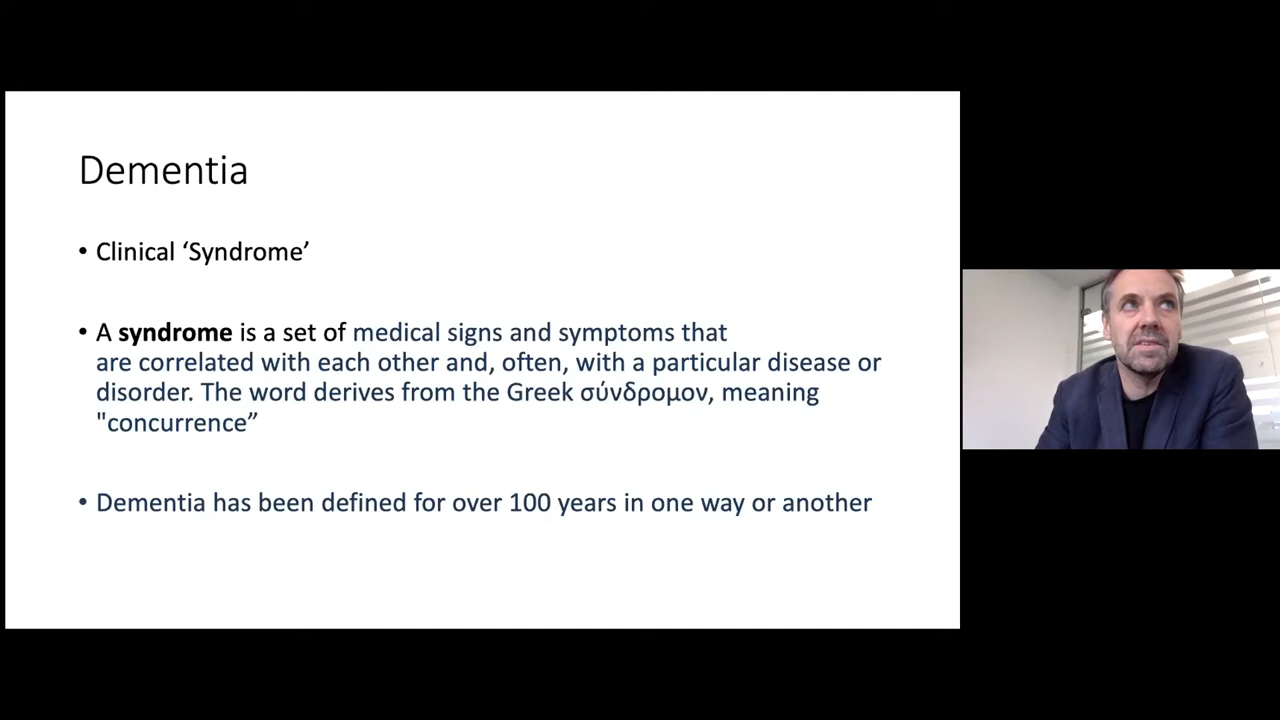 Dementia
• Clinical ‘Syndrome’
• A syndrome is a set of medical signs and symptoms that
are correlated with each other and, often, with a particular disease or
disorder. The word derives from the Greek σύνδρομον, meaning
"concurrence”
• Dementia has been defined for over 100 years in one way or another